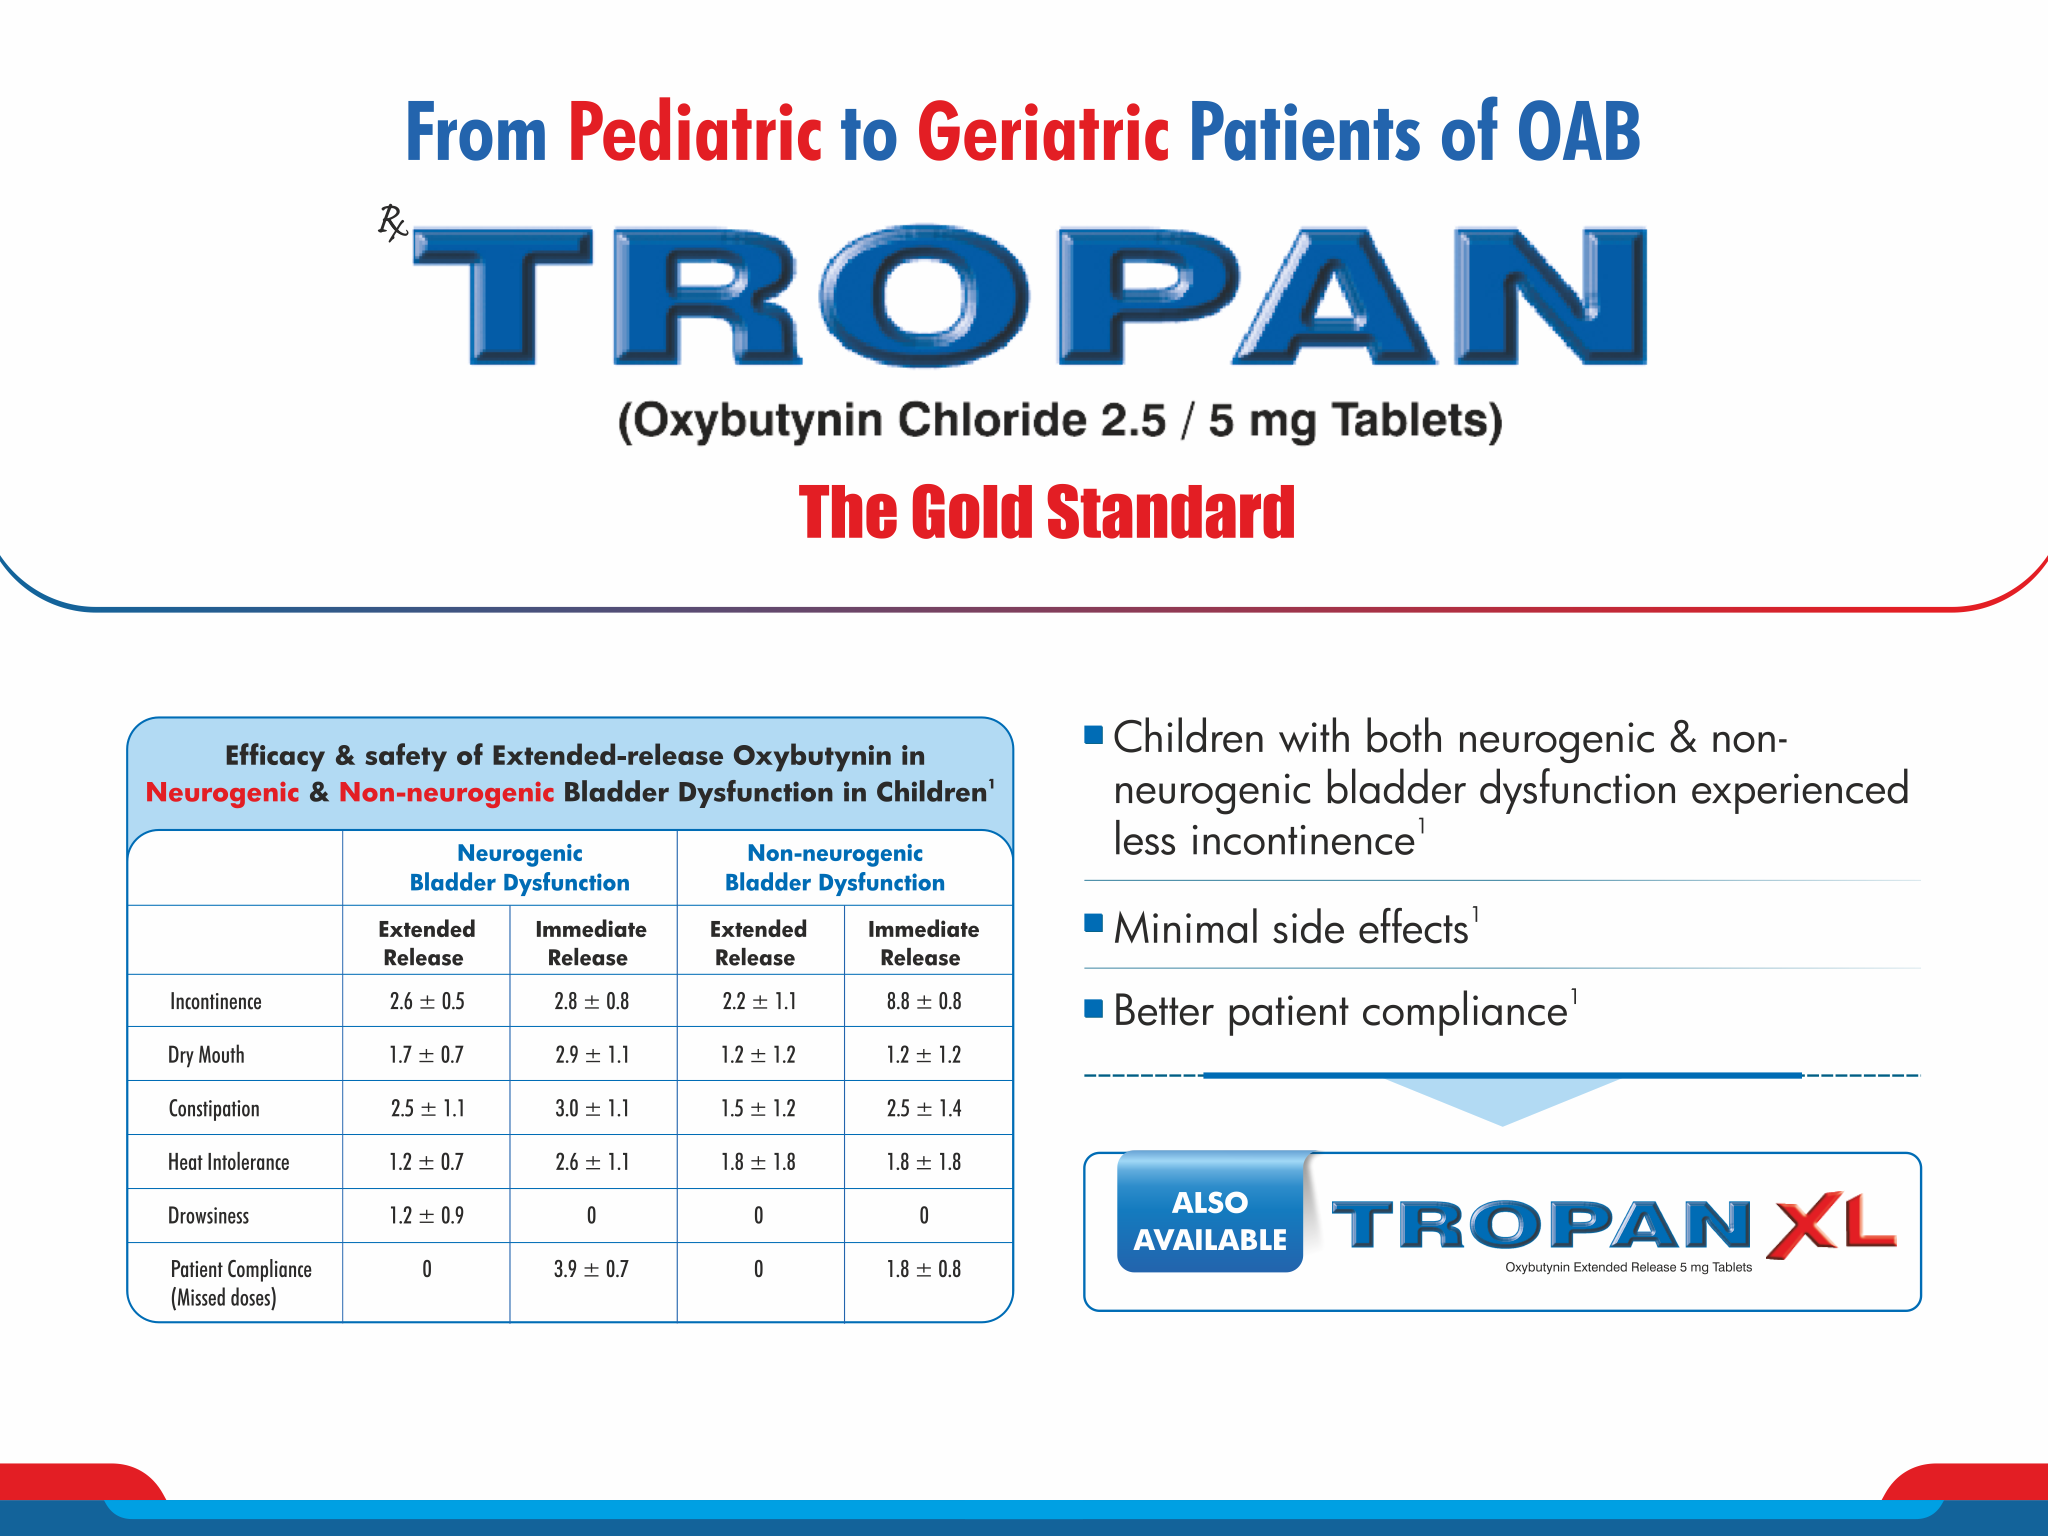 From Pediatric to Geriatric Patients of OAB
℞
TROPAN
(Oxybutynin Chloride 2.5 / 5 mg Tablets)
The Gold Standard
Efficacy & safety of Extended-release Oxybutynin in
Neurogenic & Non-neurogenic Bladder Dysfunction in Children¹
Neurogenic Bladder Dysfunction Non-neurogenic Bladder Dysfunction
Extended Release Immediate Release Extended Release Immediate Release
Incontinence 2.6 ± 0.5 2.8 ± 0.8 2.2 ± 1.1 8.8 ± 0.8
Dry Mouth 1.7 ± 0.7 2.9 ± 1.1 1.2 ± 1.2 1.2 ± 1.2
Constipation 2.5 ± 1.1 3.0 ± 1.1 1.5 ± 1.2 2.5 ± 1.4
Heat Intolerance 1.2 ± 0.7 2.6 ± 1.1 1.8 ± 1.8 1.8 ± 1.8
Drowsiness 1.2 ± 0.9 0 0 0
Patient Compliance 0 3.9 ± 0.7 0 1.8 ± 0.8
(Missed doses)
Children with both neurogenic & non-
neurogenic bladder dysfunction experienced
less incontinence¹
Minimal side effects¹
Better patient compliance¹
ALSO
AVAILABLE
TROPAN XL
Oxybutynin Extended Release 5 mg Tablets